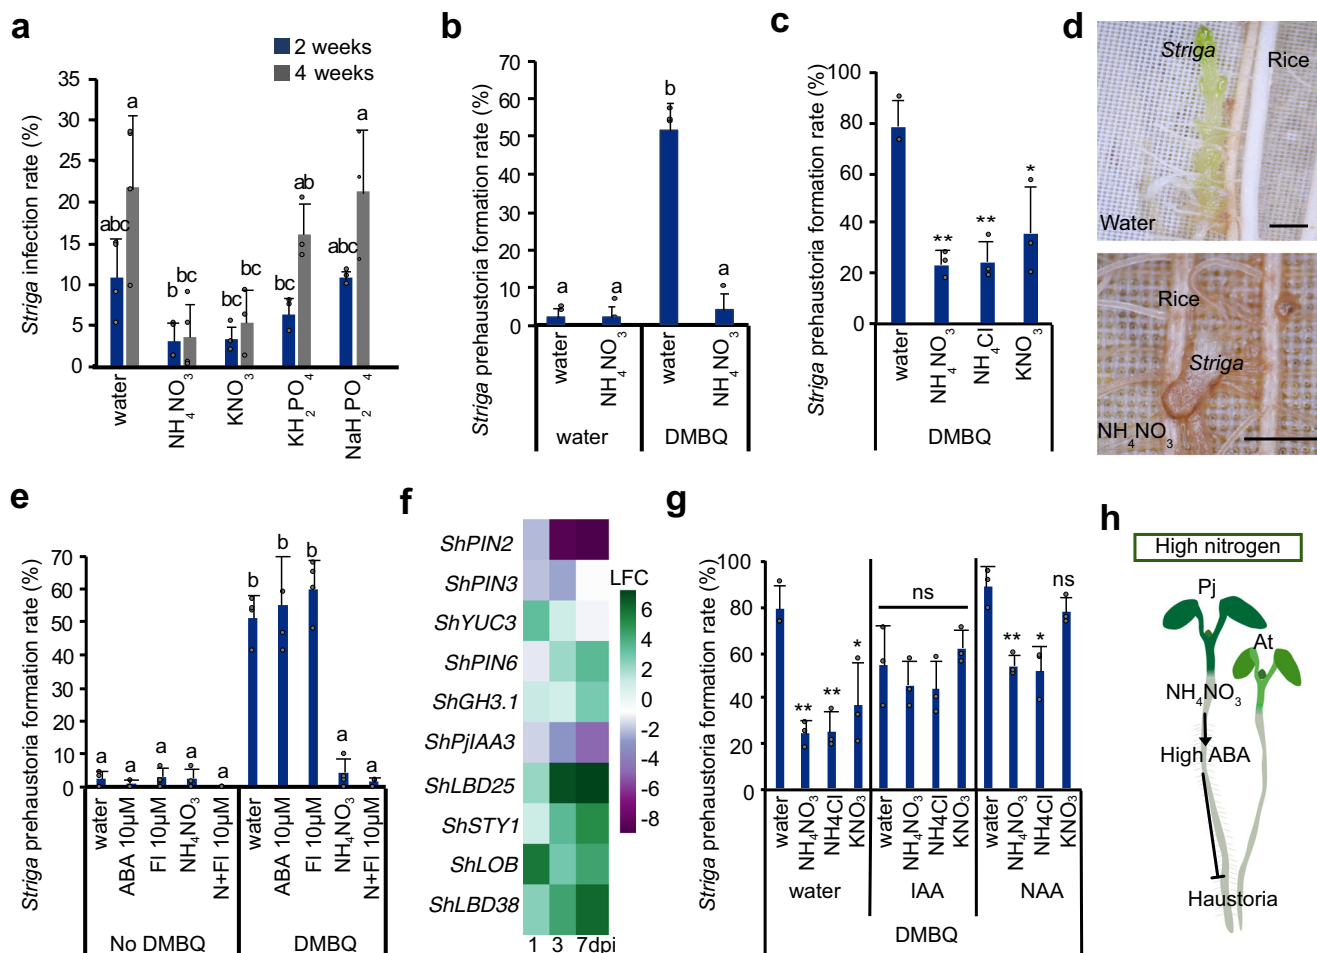 a
2 weeks
4 weeks
Striga infection rate (%)
35
30
25
20
15
10
5
0
abc
a
b
bc
bc
bc
abc
ab
abc
a
water
NH4NO3
KNO3
KH2PO4
NaH2PO4
b
Striga prehaustoria formation rate (%)
70
60
50
40
30
20
10
0
a
a
b
a
water
NH4NO3
water
NH4NO3
water
DMBQ
c
Striga prehaustoria formation rate (%)
100
80
60
40
20
0
**
**
*
water
NH4NO3
NH4Cl
KNO3
DMBQ
d
Striga
Rice
Water
Rice
Striga
NH4NO3
e
Striga prehaustoria formation rate (%)
70
60
50
40
30
20
10
0
a
a
a
a
a
b
b
b
a
a
water
ABA 10µM
FI 10µM
NH4NO3
N+FI 10µM
water
ABA 10µM
FI 10µM
NH4NO3
N+FI 10µM
No DMBQ
DMBQ
f
ShPIN2
ShPIN3
ShYUC3
ShPIN6
ShGH3.1
ShPjIAA3
ShLBD25
ShSTY1
ShLOB
ShLBD38
1 3 7dpi
LFC
6
4
2
0
-2
-4
-6
-8
g
Striga prehaustoria formation rate (%)
100
80
60
40
20
0
**
**
*
ns
**
*
ns
water
NH4NO3
NH4Cl
KNO3
water
NH4NO3
NH4Cl
KNO3
water
NH4NO3
NH4Cl
KNO3
water
IAA
NAA
DMBQ
h
High nitrogen
Pj
At
NH4NO3
High ABA
Haustoria